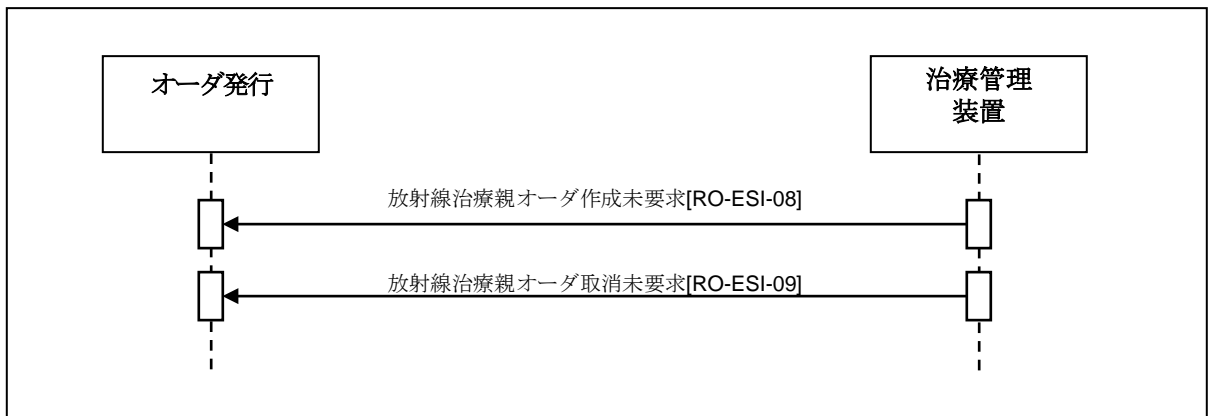 オーダ発行
治療管理
装置
放射線治療親オーダ作成未要求[RO-ESI-08]
放射線治療親オーダ取消未要求[RO-ESI-09]